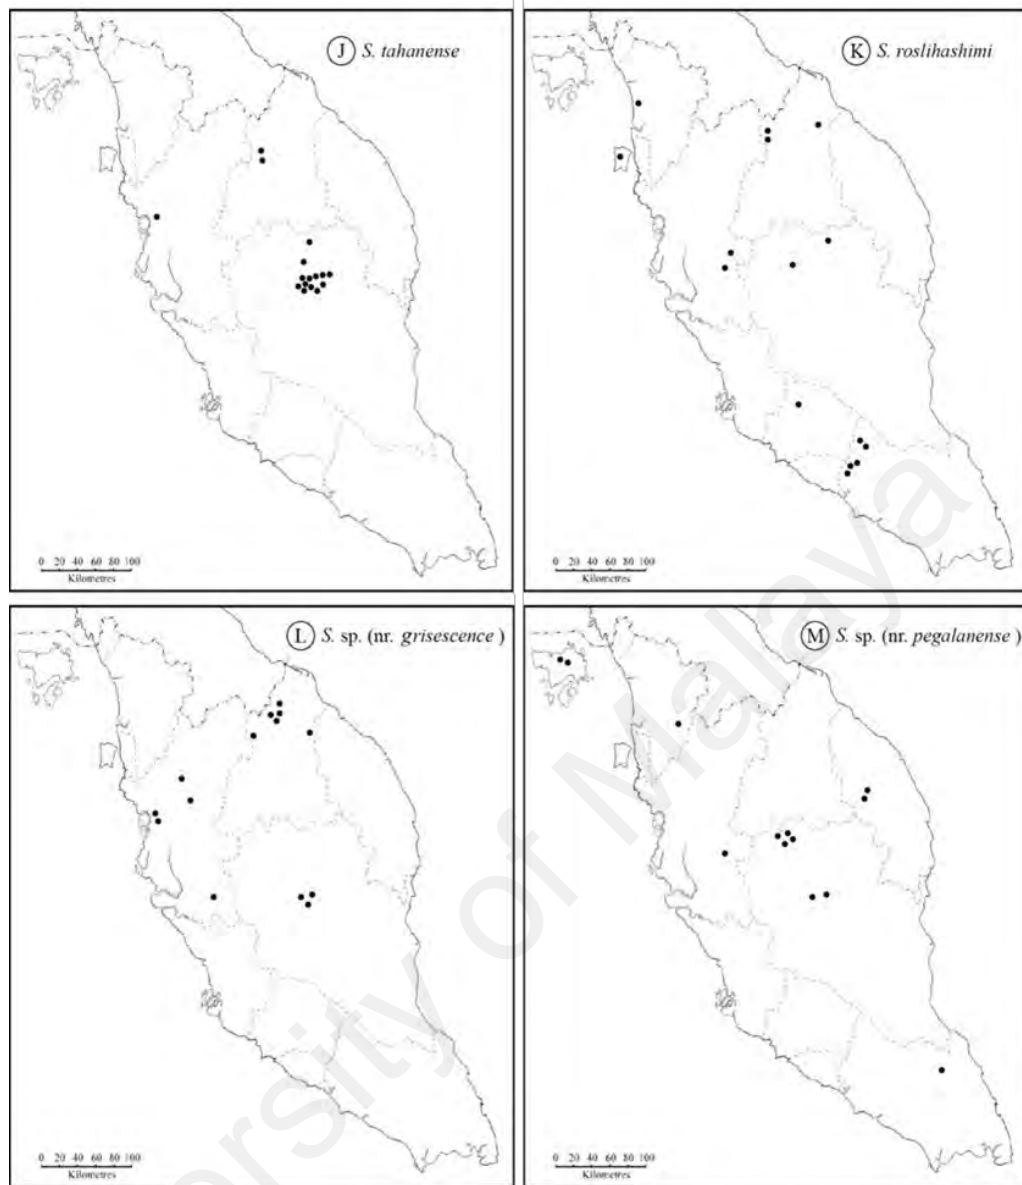 J S. tahanense
0 20 40 60 80 100
Kilometres
K S. roslihashimi
0 20 40 60 80 100
Kilometres
L S. sp. (nr. grisescence )
0 20 40 60 80 100
Kilometres
M S. sp. (nr. pegalanense )
0 20 40 60 80 100
Kilometres
ersity of Malaya